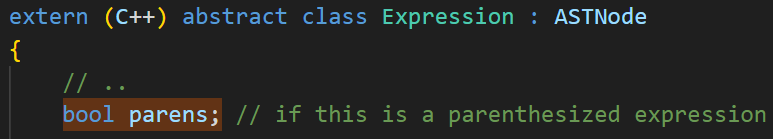 extern (C++) abstract class Expression : ASTNode
{
// ..
bool parens; // if this is a parenthesized expression